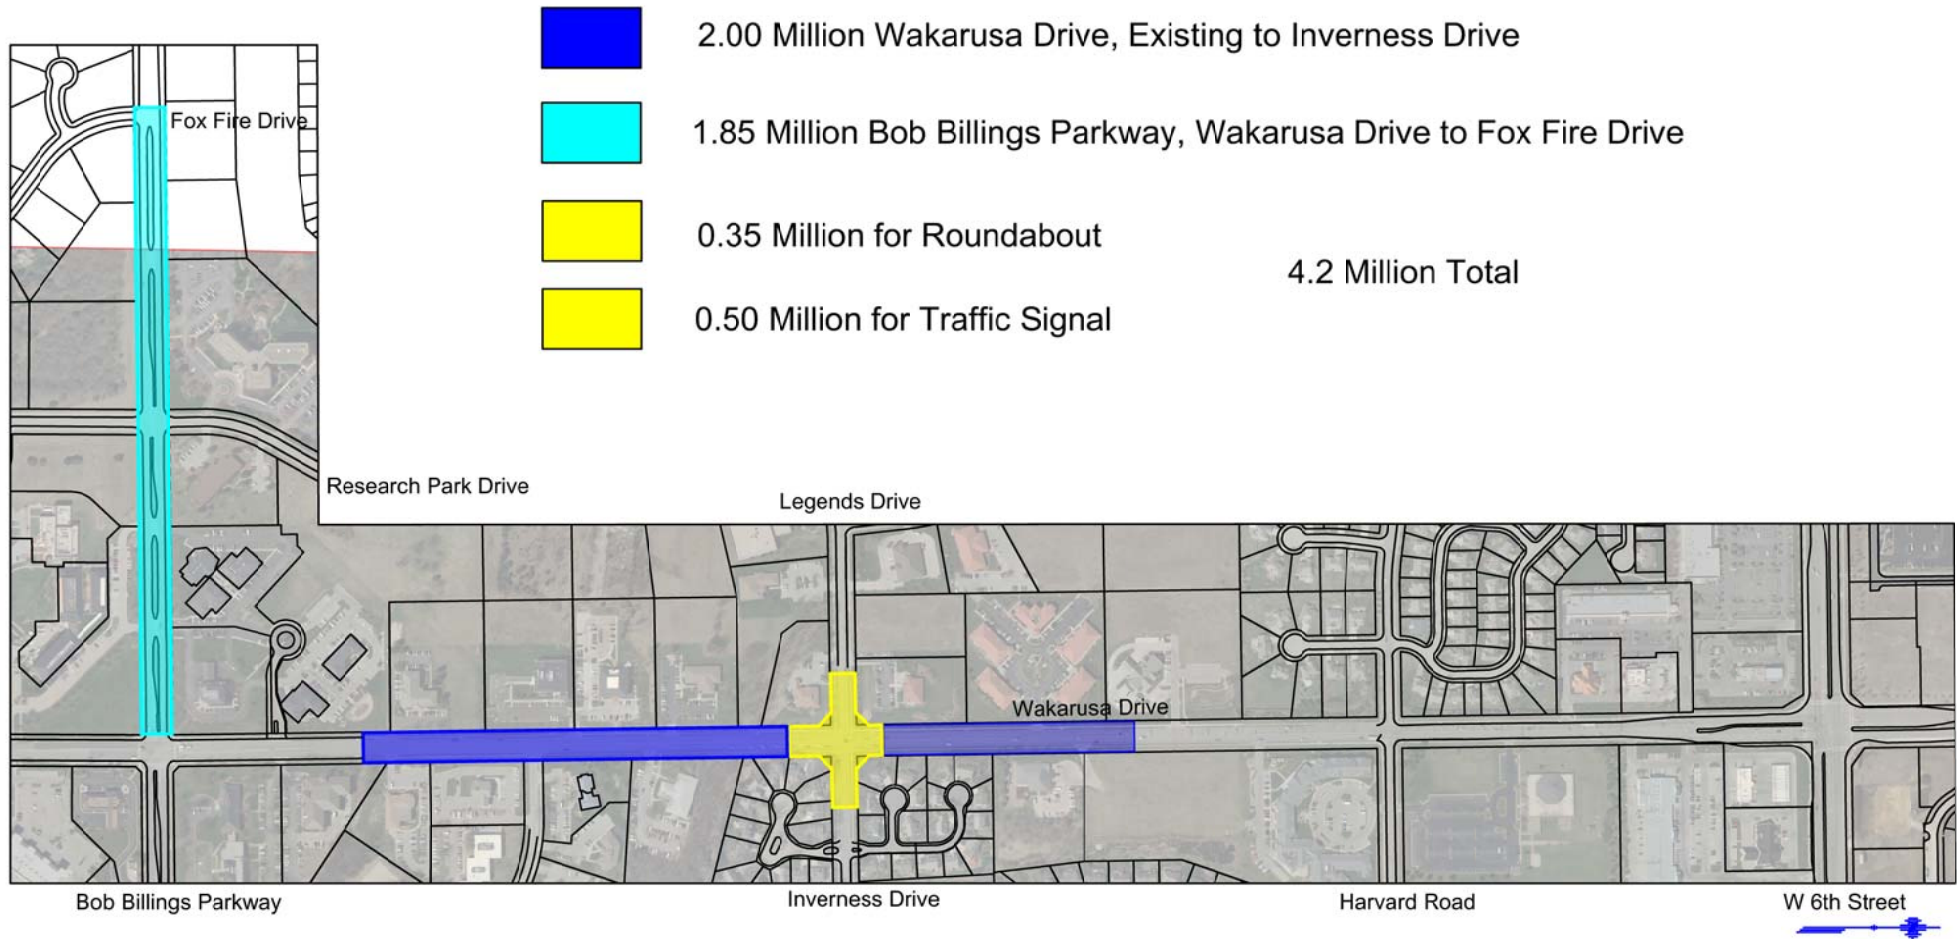 2.00 Million Wakarusa Drive, Existing to Inverness Drive
Fox Fire Drive
1.85 Million Bob Billings Parkway, Wakarusa Drive to Fox Fire Drive
0.35 Million for Roundabout
4.2 Million Total
0.50 Million for Traffic Signal
Research Park Drive
Legends Drive
Wakarusa Drive
Bob Billings Parkway
Inverness Drive
Harvard Road
W 6th Street